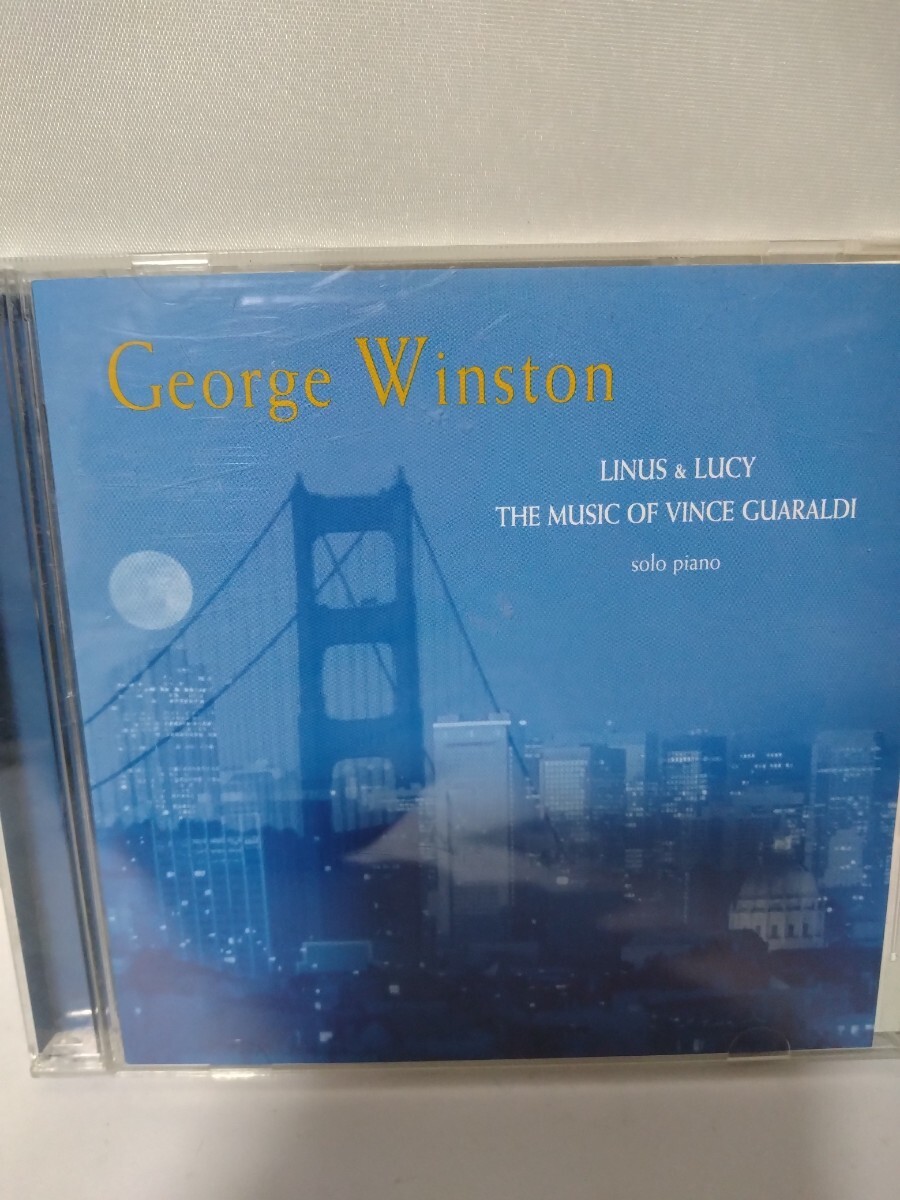 George Winston
LINUS & LUCY
THE MUSIC OF VINCE GUARALDI
solo piano